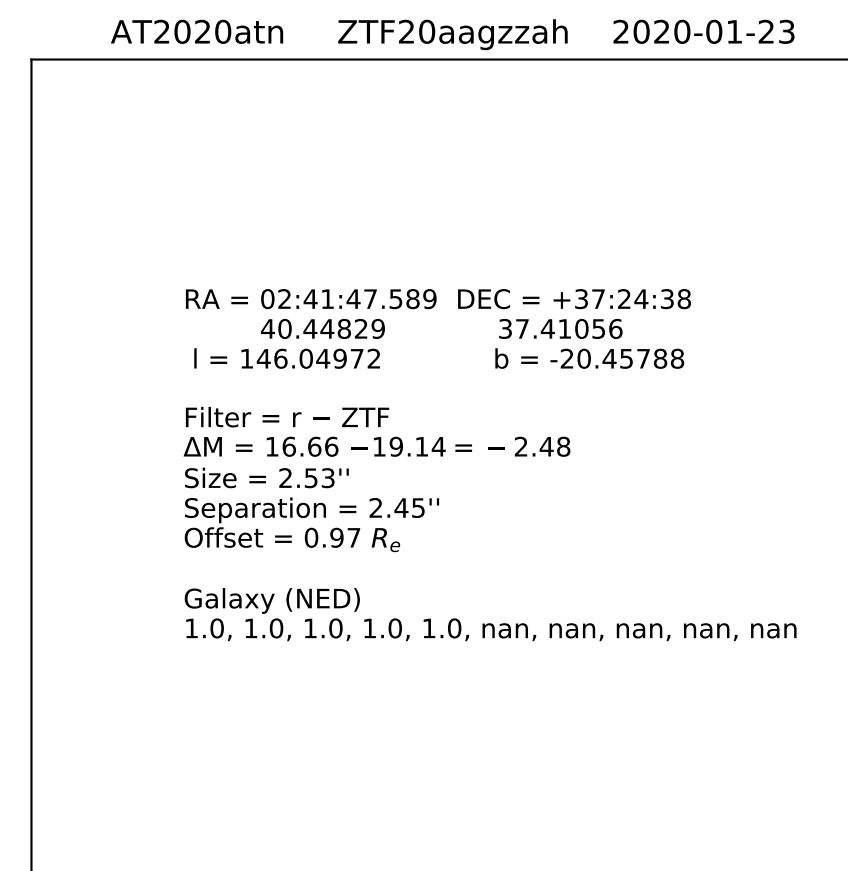 AT2020atn ZTF20aagzzah 2020-01-23
RA = 02:41:47.589 DEC = +37:24:38
40.44829 37.41056
l = 146.04972 b = -20.45788
Filter = r − ZTF
ΔM = 16.66 −19.14 = − 2.48
Size = 2.53''
Separation = 2.45''
Offset = 0.97 Rₑ
Galaxy (NED)
1.0, 1.0, 1.0, 1.0, 1.0, nan, nan, nan, nan, nan